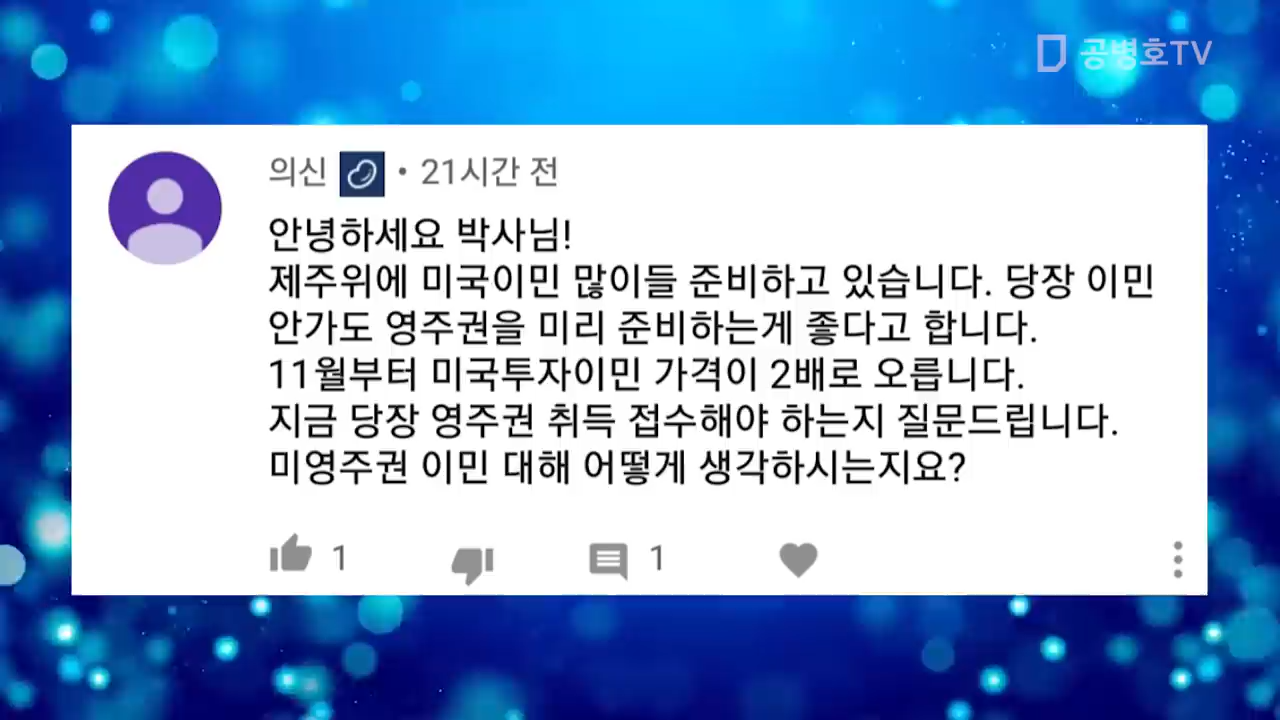 공병호TV
의신 • 21시간 전
안녕하세요 박사님!
제주위에 미국이민 많이들 준비하고 있습니다. 당장 이민
안가도 영주권을 미리 준비하는게 좋다고 합니다.
11월부터 미국투자이민 가격이 2배로 오릅니다.
지금 당장 영주권 취득 접수해야 하는지 질문드립니다.
미영주권 이민 대해 어떻게 생각하시는지요?
1 1